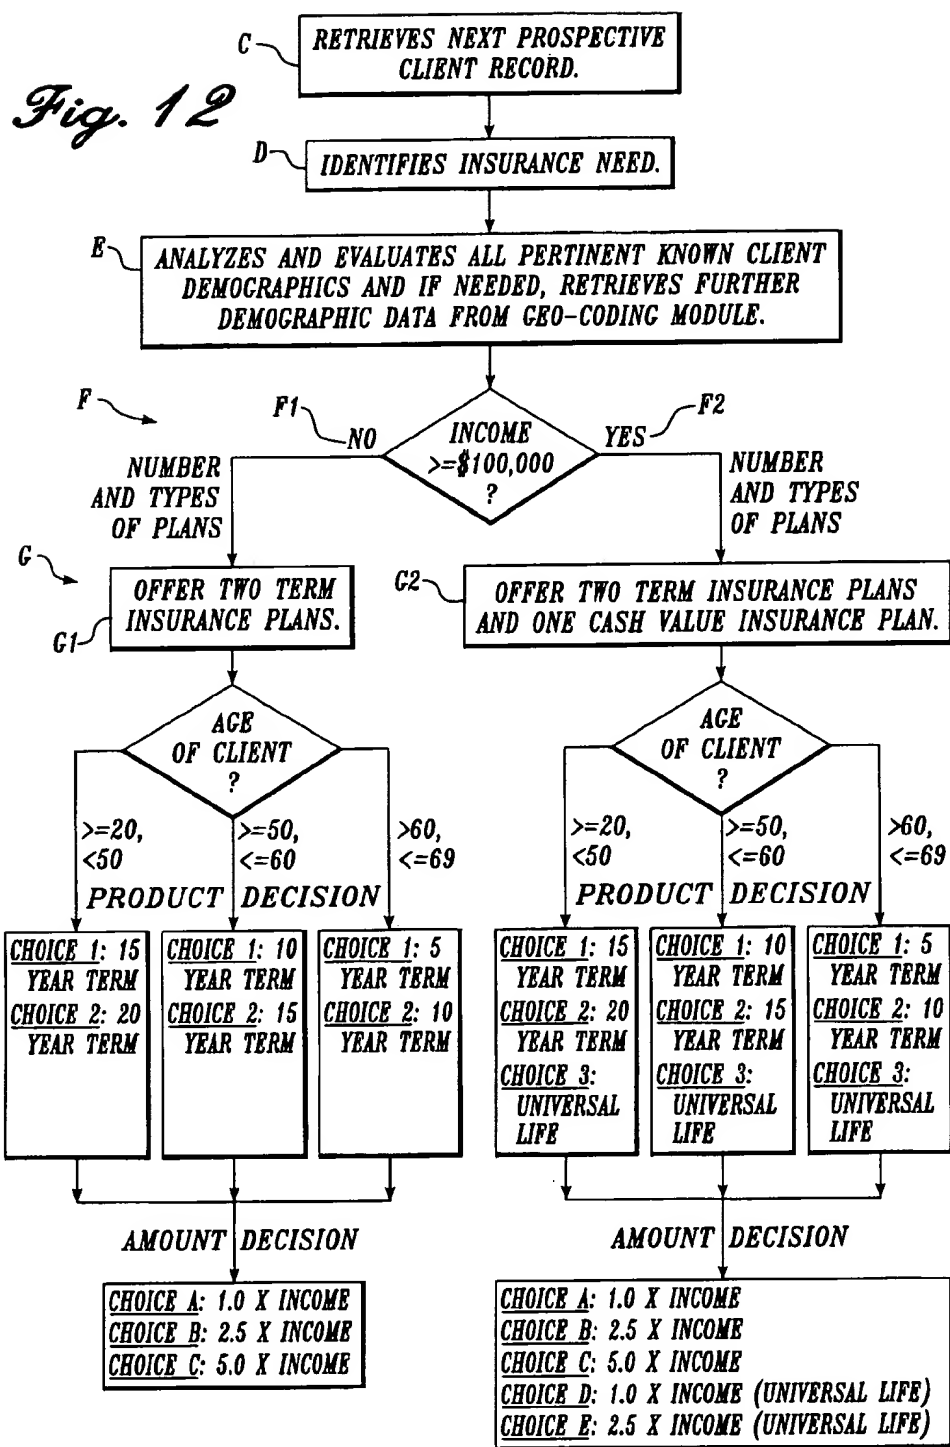 Fig. 12
C
RETRIEVES NEXT PROSPECTIVE
CLIENT RECORD.
D
IDENTIFIES INSURANCE NEED.
E
ANALYZES AND EVALUATES ALL PERTINENT KNOWN CLIENT
DEMOGRAPHICS AND IF NEEDED, RETRIEVES FURTHER
DEMOGRAPHIC DATA FROM GEO-CODING MODULE.
F
F1
NO
INCOME
>=$100,000
?
YES
F2
NUMBER
AND TYPES
OF PLANS
NUMBER
AND TYPES
OF PLANS
G
G1
OFFER TWO TERM
INSURANCE PLANS.
G2
OFFER TWO TERM INSURANCE PLANS
AND ONE CASH VALUE INSURANCE PLAN.
AGE
OF CLIENT
?
>=20,
<50
>=50,
<=60
>60,
<=69
PRODUCT DECISION
CHOICE 1: 15
YEAR TERM
CHOICE 2: 20
YEAR TERM
CHOICE 1: 10
YEAR TERM
CHOICE 2: 15
YEAR TERM
CHOICE 1: 5
YEAR TERM
CHOICE 2: 10
YEAR TERM
AMOUNT DECISION
CHOICE A: 1.0 X INCOME
CHOICE B: 2.5 X INCOME
CHOICE C: 5.0 X INCOME
AGE
OF CLIENT
?
>=20,
<50
>=50,
<=60
>60,
<=69
PRODUCT DECISION
CHOICE 1: 15
YEAR TERM
CHOICE 2: 20
YEAR TERM
CHOICE 3:
UNIVERSAL
LIFE
CHOICE 1: 10
YEAR TERM
CHOICE 2: 15
YEAR TERM
CHOICE 3:
UNIVERSAL
LIFE
CHOICE 1: 5
YEAR TERM
CHOICE 2: 10
YEAR TERM
CHOICE 3:
UNIVERSAL
LIFE
AMOUNT DECISION
CHOICE A: 1.0 X INCOME
CHOICE B: 2.5 X INCOME
CHOICE C: 5.0 X INCOME
CHOICE D: 1.0 X INCOME (UNIVERSAL LIFE)
CHOICE E: 2.5 X INCOME (UNIVERSAL LIFE)